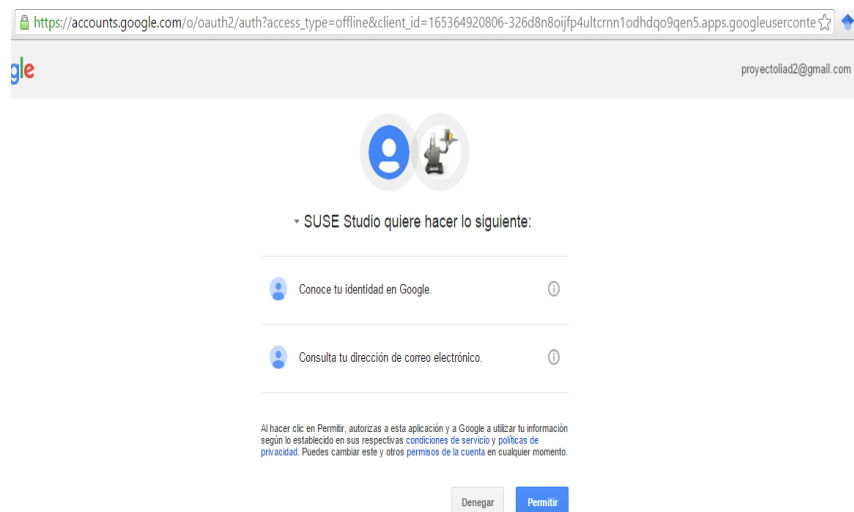 https://accounts.google.com/o/oauth2/auth?access_type=offline&client_id=165364920806-326d8n8oijfp4ultcrnn1odhdqo9qen5.apps.googleuserconte
gle
proyectoliad2@gmail.com
SUSE Studio quiere hacer lo siguiente:
Conoce tu identidad en Google.
Consulta tu dirección de correo electrónico.
Al hacer clic en Permitir, autorizas a esta aplicación y a Google a utilizar tu información
según lo establecido en sus respectivas condiciones de servicio y políticas de
privacidad. Puedes cambiar este y otros permisos de la cuenta en cualquier momento.
Denegar
Permitir